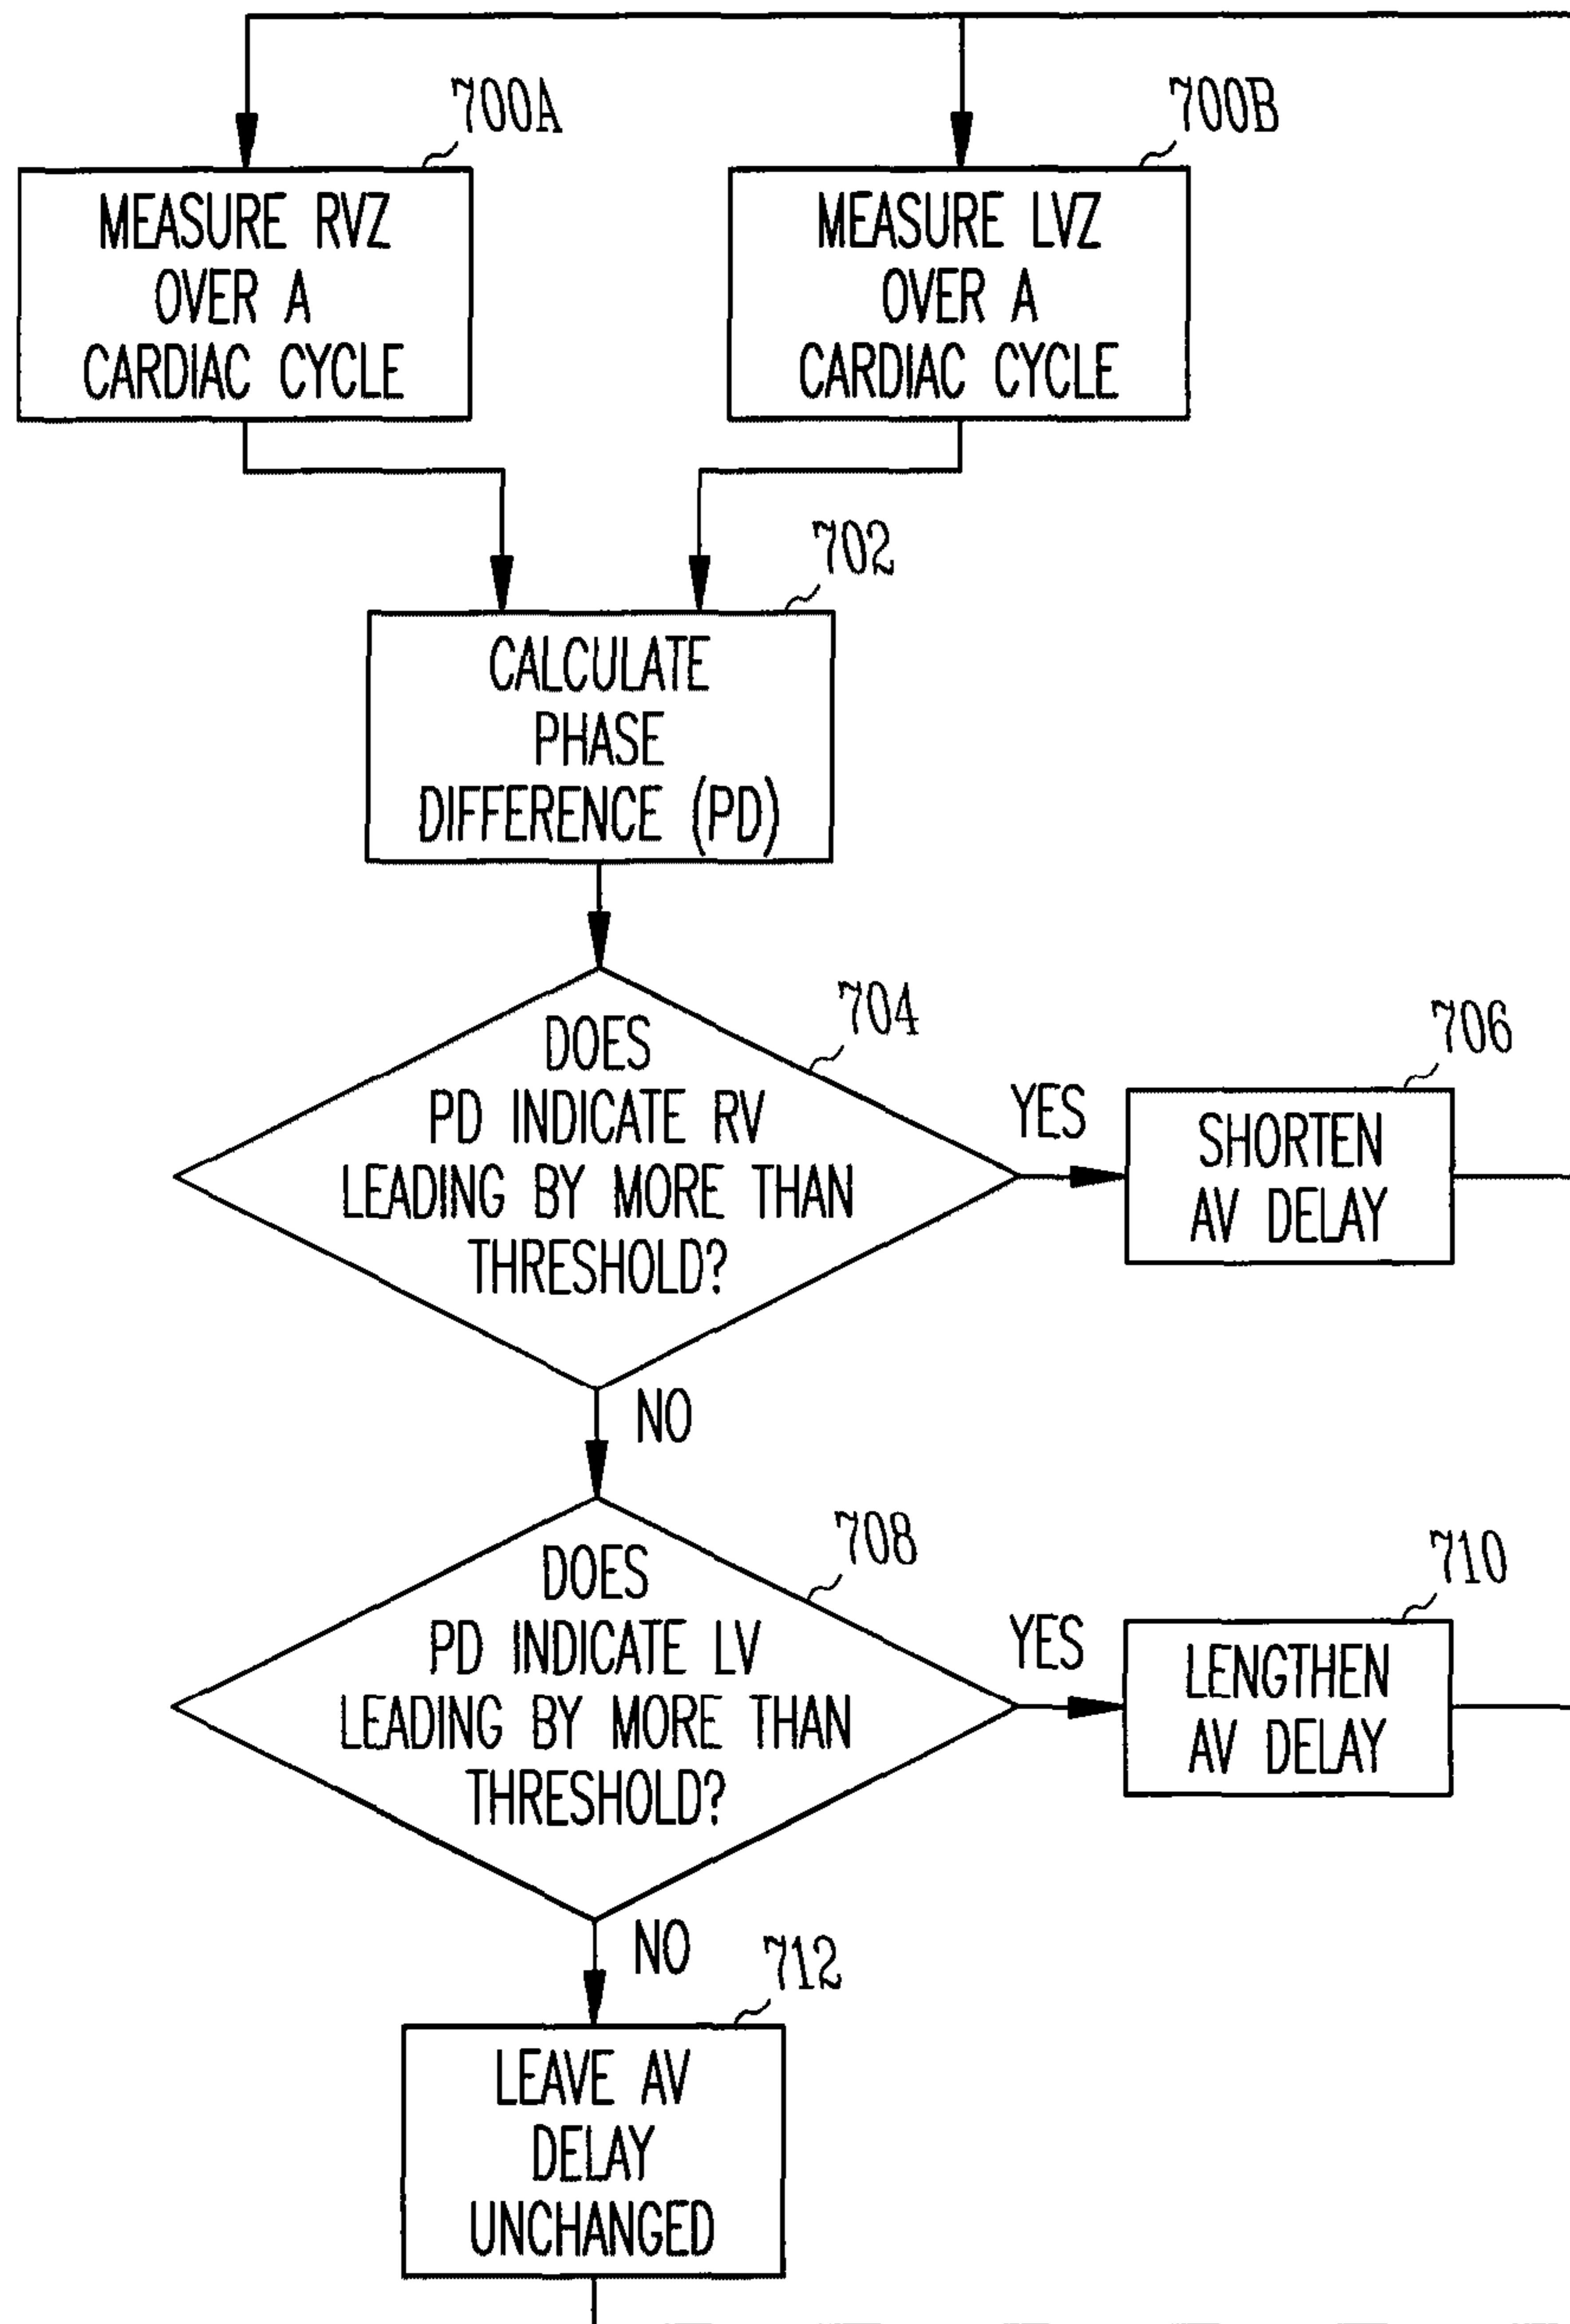 700A
MEASURE RVZ
OVER A
CARDIAC CYCLE
700B
MEASURE LVZ
OVER A
CARDIAC CYCLE
702
CALCULATE
PHASE
DIFFERENCE (PD)
704
DOES
PD INDICATE RV
LEADING BY MORE THAN
THRESHOLD?
YES
706
SHORTEN
AV DELAY
NO
708
DOES
PD INDICATE LV
LEADING BY MORE THAN
THRESHOLD?
YES
710
LENGTHEN
AV DELAY
NO
712
LEAVE AV
DELAY
UNCHANGED